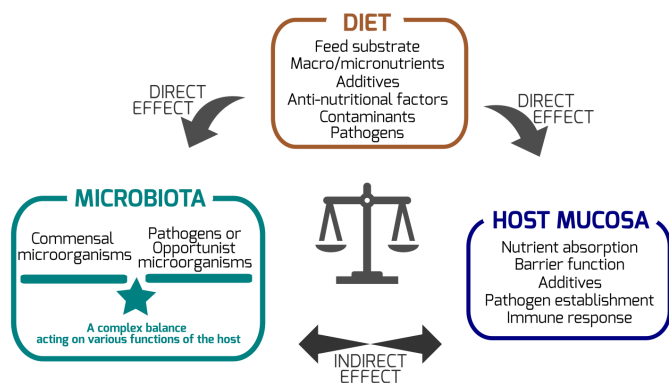 DIET
Feed substrate
Macro/micronutrients
Additives
Anti-nutritional factors
Contaminants
Pathogens
DIRECT
EFFECT
DIRECT
EFFECT
MICROBIOTA
Commensal
microorganisms
Pathogens or
Opportunist
microorganisms
A complex balance
acting on various functions of the host
HOST MUCOSA
Nutrient absorption
Barrier function
Additives
Pathogen establishment
Immune response
INDIRECT
EFFECT